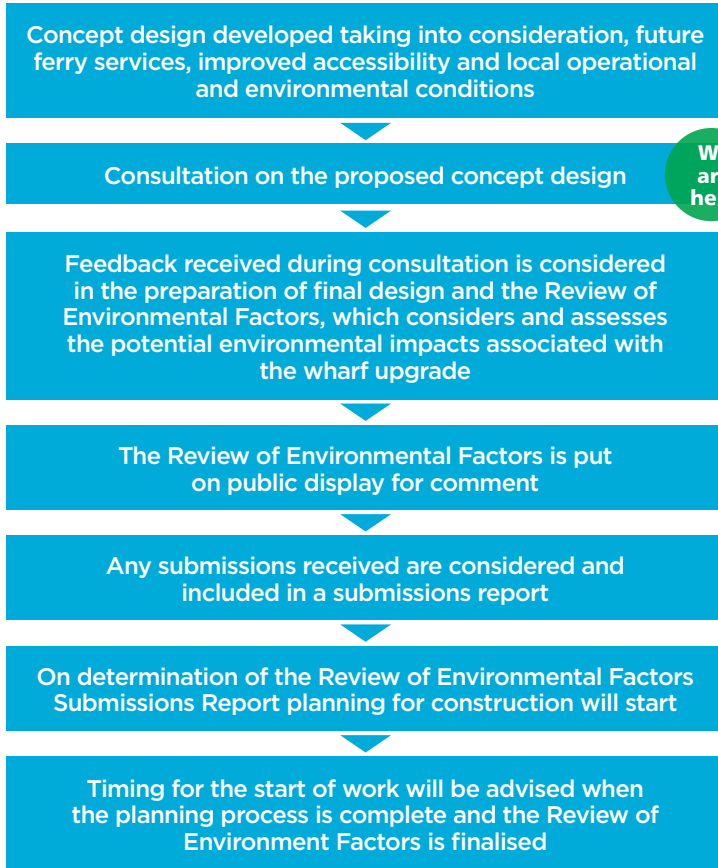 Concept design developed taking into consideration, future
ferry services, improved accessibility and local operational
and environmental conditions
Consultation on the proposed concept design
Feedback received during consultation is considered
in the preparation of final design and the Review of
Environmental Factors, which considers and assesses
the potential environmental impacts associated with
the wharf upgrade
The Review of Environmental Factors is put
on public display for comment
Any submissions received are considered and
included in a submissions report
On determination of the Review of Environmental Factors
Submissions Report planning for construction will start
Timing for the start of work will be advised when
the planning process is complete and the Review of
Environment Factors is finalised